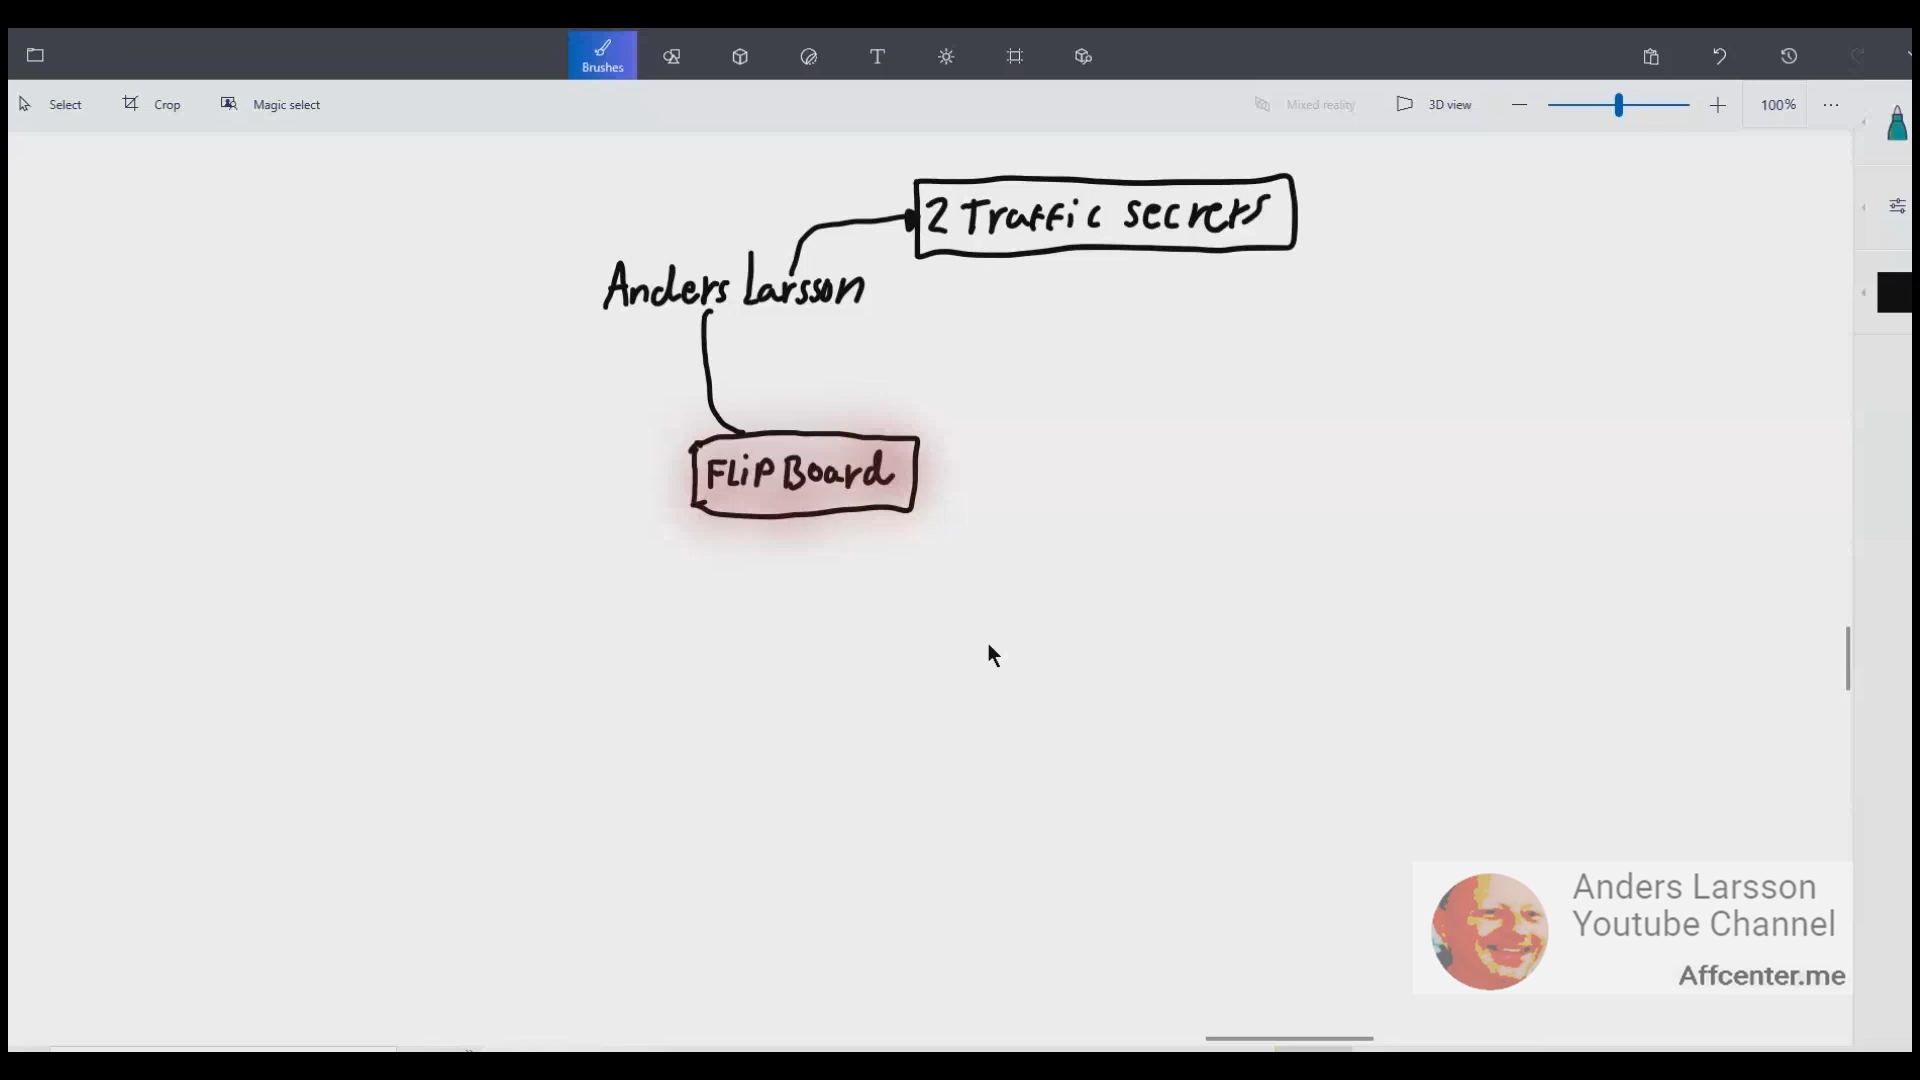 Brushes
Select Crop Magic select Mixed reality 3D view 100%
2 Traffic secrets
Anders Larsson
FLiP Board
Anders Larsson
Youtube Channel
Affcenter.me